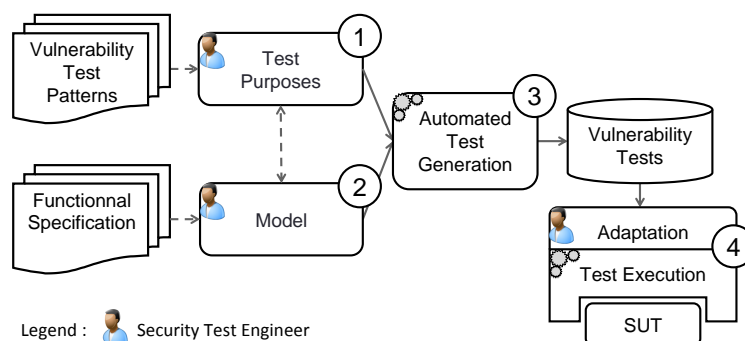 Vulnerability
Test
Patterns
Test
Purposes
1
Functionnal
Specification
Model
2
Automated
Test
Generation
3
Vulnerability
Tests
Adaptation
Test Execution
4
SUT
Legend :
Security Test Engineer